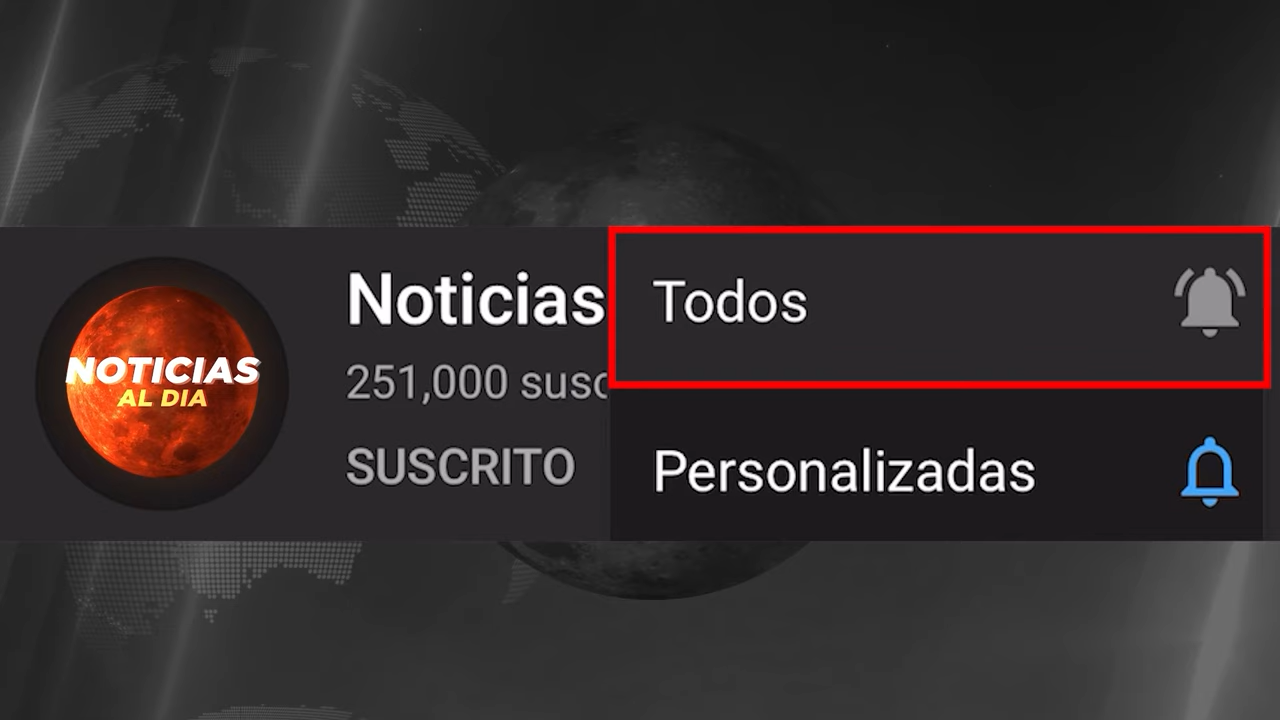 NOTICIAS
AL DIA
Noticias
251,000 susc
SUSCRITO
Todos
Personalizadas